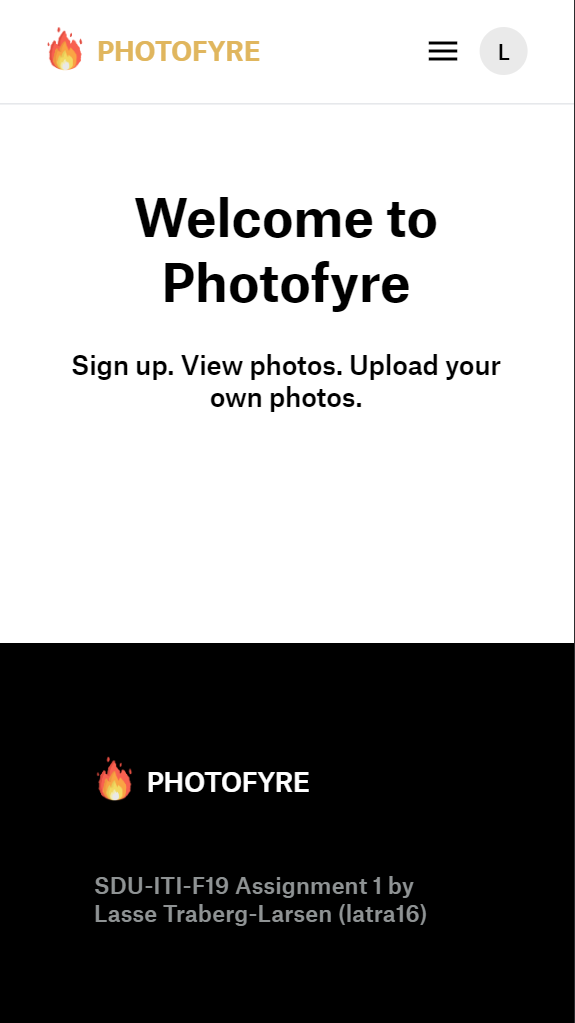 PHOTOFYRE
L
Welcome to
Photofyre
Sign up. View photos. Upload your
own photos.
PHOTOFYRE
SDU-ITI-F19 Assignment 1 by
Lasse Traberg-Larsen (latra16)